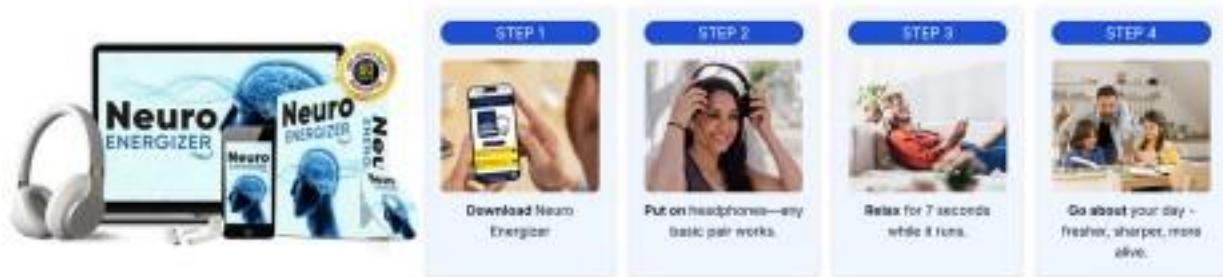 Neuro
ENERGIZER
Neuro
Neuro
ENERGIZER
STEP 1
Download Neuro
Energizer
STEP 2
Put on headphones—any
basic pair works.
STEP 3
Relax for 7 seconds
while it runs.
STEP 4
Go about your day -
fresher, sharper, more
alive.